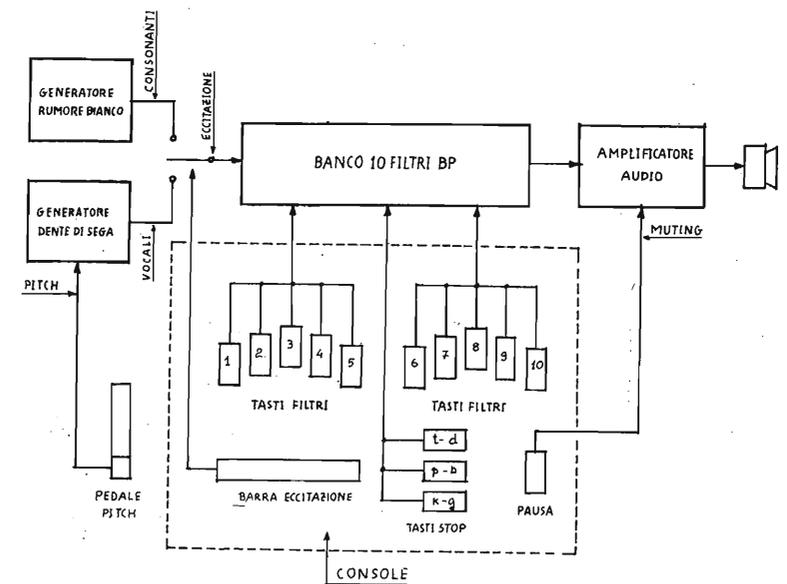 CONSONANTI
GENERATORE
RUMORE BIANCO
ECCITAZIONE
BANCO 10 FILTRI BP
AMPLIFICATORE
AUDIO
GENERATORE
DENTE DI SEGA
VOCALI
MUTING
PITCH
1
2
3
4
5
6
7
8
9
10
TASTI FILTRI
TASTI FILTRI
t-d
p-b
k-g
BARRA ECCITAZIONE
TASTI STOP
PAUSA
PEDALE
PITCH
CONSOLE